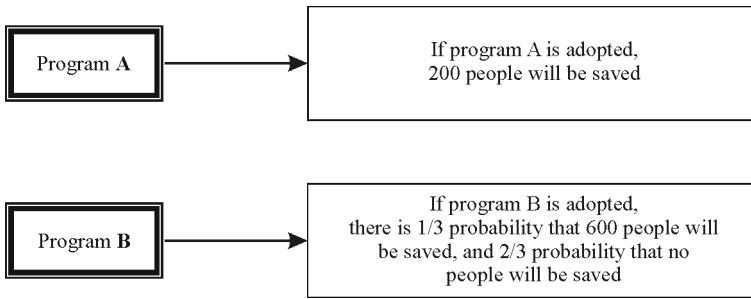 Program A
If program A is adopted,
200 people will be saved
Program B
If program B is adopted,
there is 1/3 probability that 600 people will
be saved, and 2/3 probability that no
people will be saved